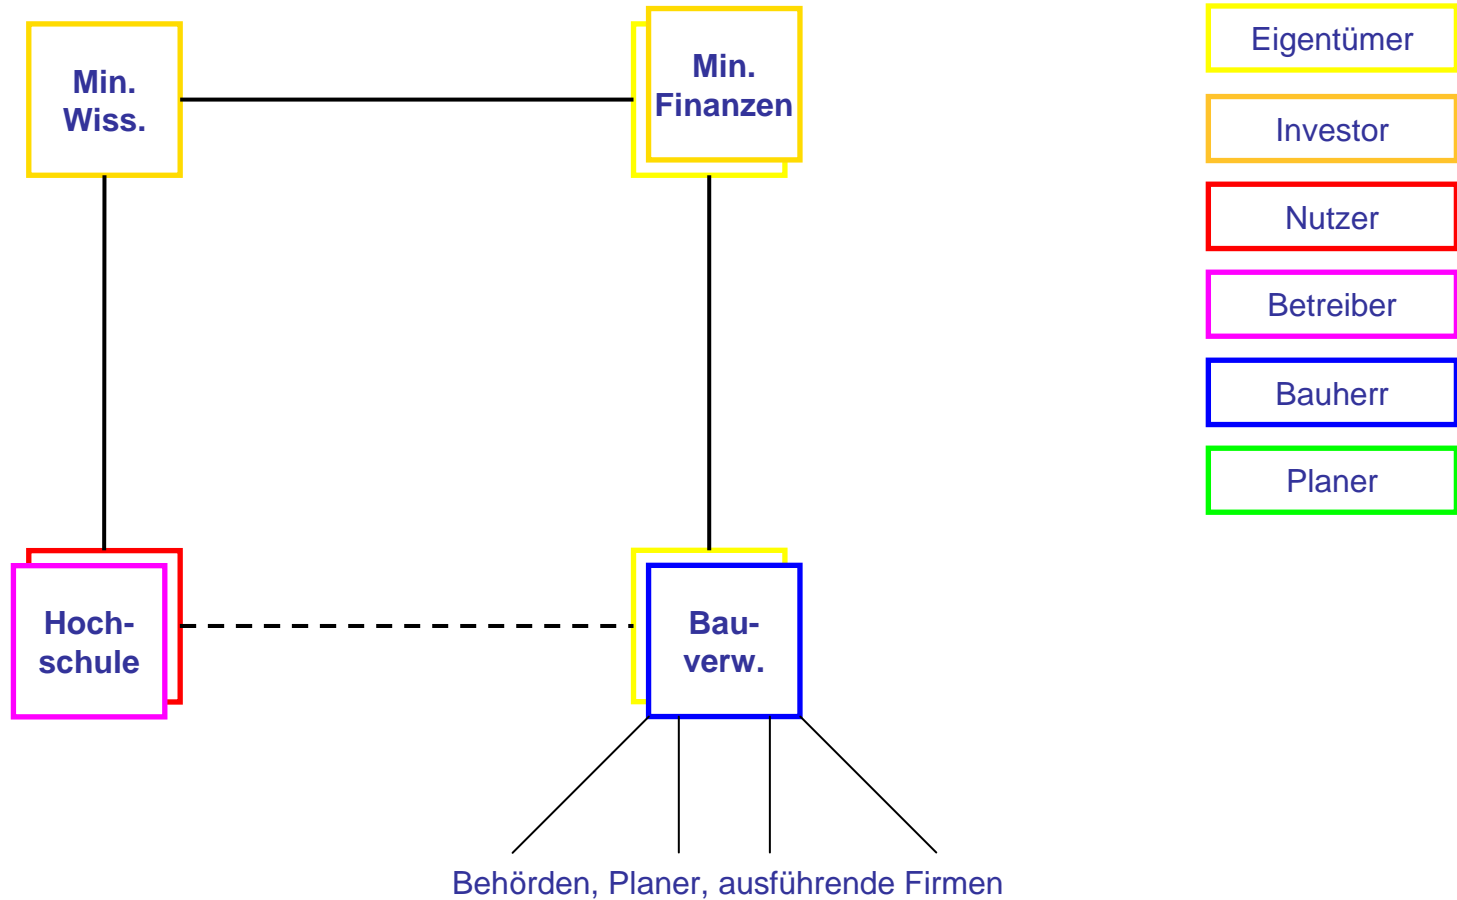 Min.
Wiss.
Min.
Finanzen
Hoch-
schule
Bau-
verw.
Behörden, Planer, ausführende Firmen
Eigentümer
Investor
Nutzer
Betreiber
Bauherr
Planer